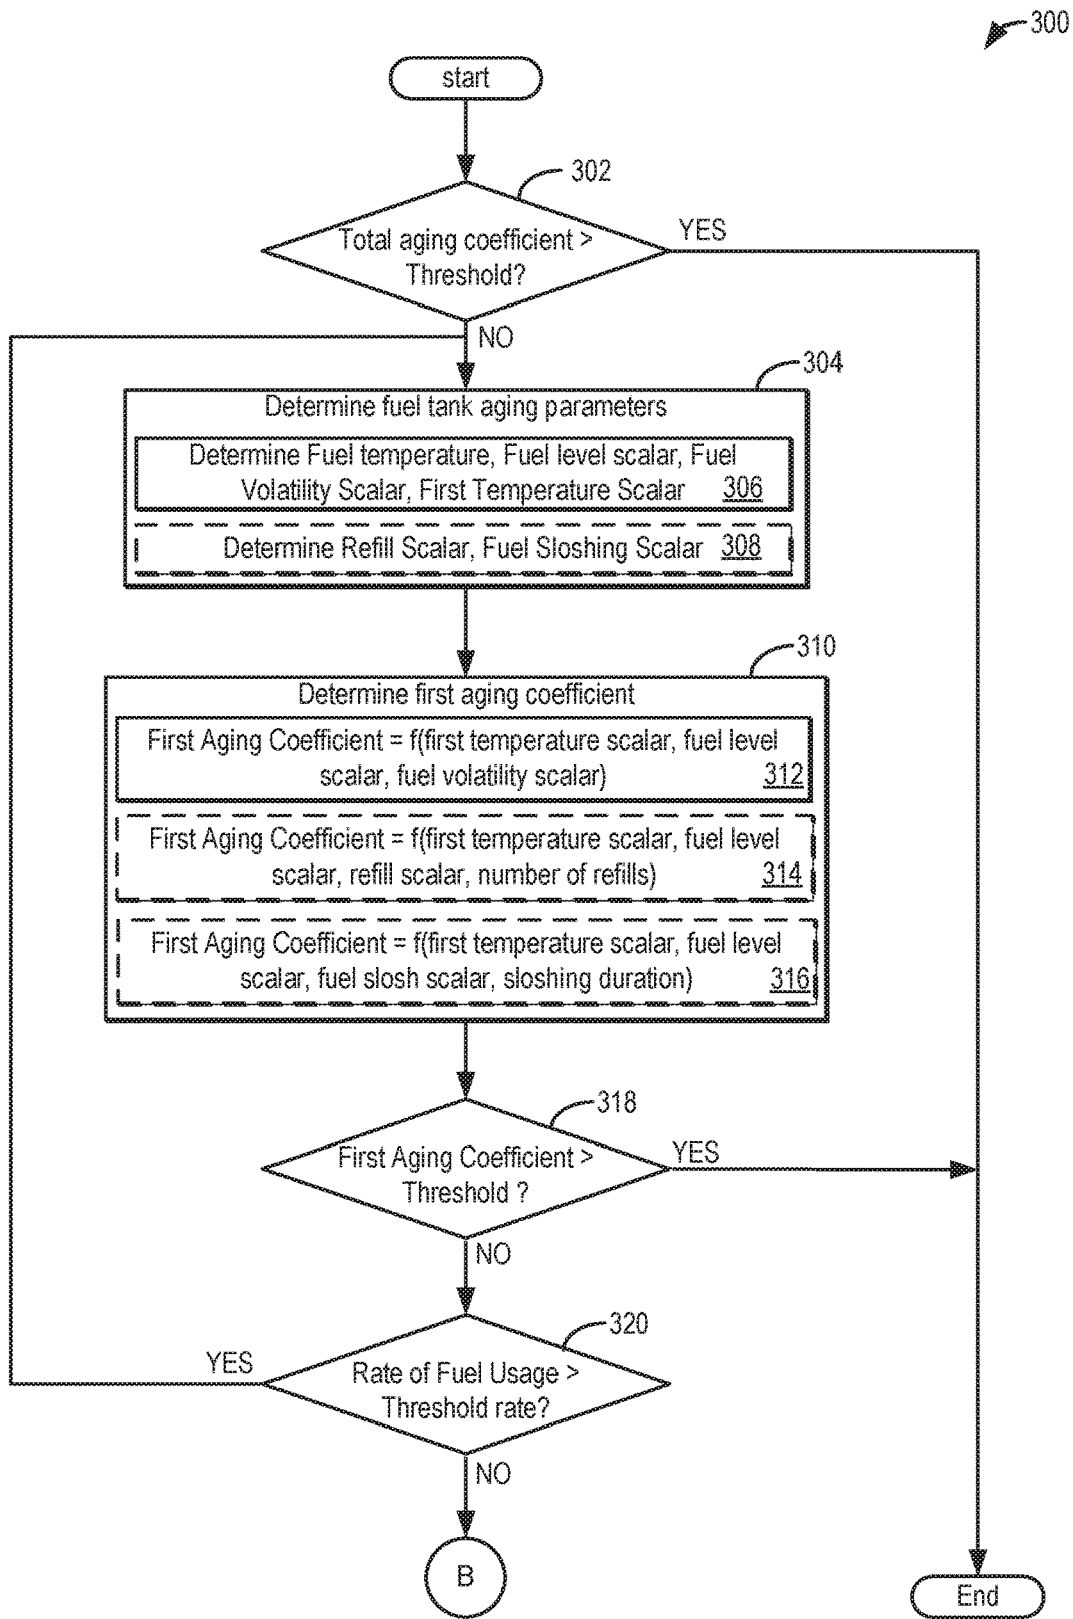 300
start
302
Total aging coefficient >
Threshold?
YES
NO
304
Determine fuel tank aging parameters
Determine Fuel temperature, Fuel level scalar, Fuel
Volatility Scalar, First Temperature Scalar 306
Determine Refill Scalar, Fuel Sloshing Scalar 308
310
Determine first aging coefficient
First Aging Coefficient = f(first temperature scalar, fuel level
scalar, fuel volatility scalar) 312
First Aging Coefficient = f(first temperature scalar, fuel level
scalar, refill scalar, number of refills) 314
First Aging Coefficient = f(first temperature scalar, fuel level
scalar, fuel slosh scalar, sloshing duration) 316
318
First Aging Coefficient >
Threshold ?
YES
NO
320
Rate of Fuel Usage >
Threshold rate?
YES
NO
B
End